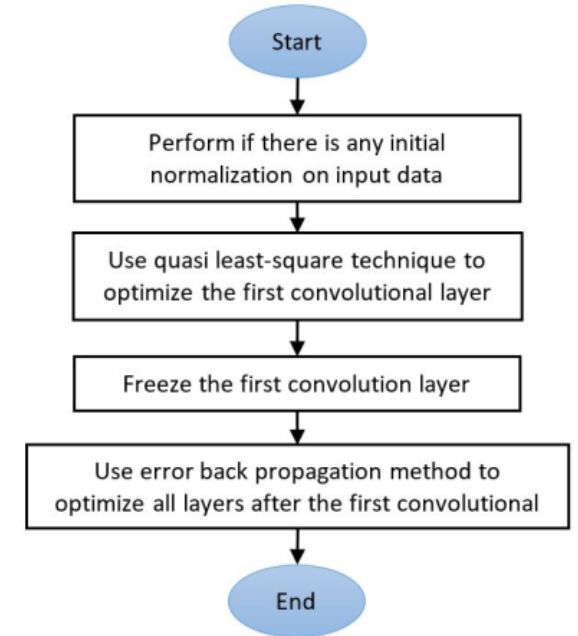 Start
Perform if there is any initial
normalization on input data
Use quasi least-square technique to
optimize the first convolutional layer
Freeze the first convolution layer
Use error back propagation method to
optimize all layers after the first convolutional
End